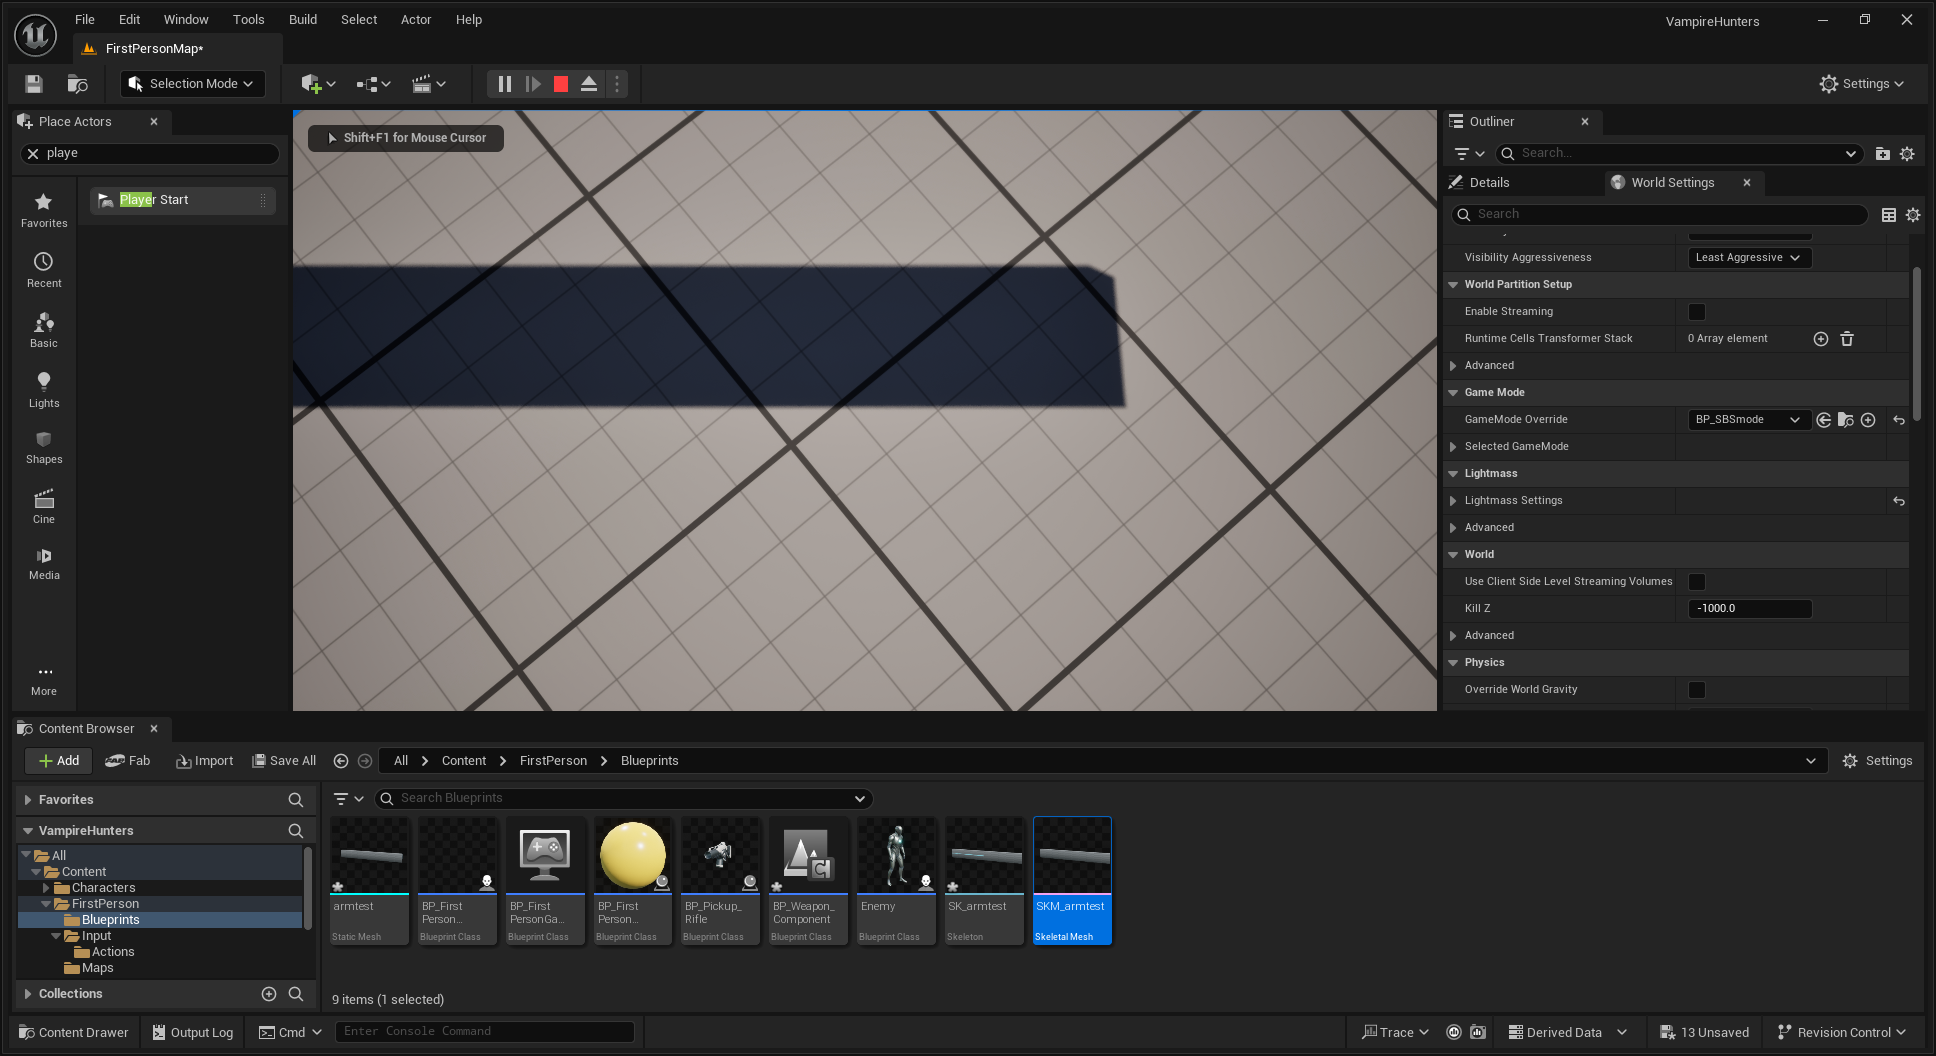 File Edit Window Tools Build Select Actor Help
VampireHunters
FirstPersonMap*
Selection Mode
Settings
Place Actors
playe
Player Start
Favorites
Recent
Basic
Lights
Shapes
Cine
Media
More
Shift+F1 for Mouse Cursor
Outliner
Search...
Details
World Settings
Search
Visibility Aggressiveness Least Aggressive
World Partition Setup
Enable Streaming
Runtime Cells Transformer Stack 0 Array element
Advanced
Game Mode
GameMode Override BP_SBSmode
Selected GameMode
Lightmass
Lightmass Settings
Advanced
World
Use Client Side Level Streaming Volumes
Kill Z -1000.0
Advanced
Physics
Override World Gravity
Content Browser
Add Fab Import Save All All Content FirstPerson Blueprints Settings
Favorites
VampireHunters
All
Content
Characters
FirstPerson
Blueprints
Input
Actions
Maps
Collections
Search Blueprints
armtest
Static Mesh
BP_First
Person...
Blueprint Class
BP_First
PersonGa...
Blueprint Class
BP_First
Person...
Blueprint Class
BP_Pickup_
Rifle
Blueprint Class
BP_Weapon_
Component
Blueprint Class
Enemy
Blueprint Class
SK_armtest
Skeleton
SKM_armtest
Skeletal Mesh
9 items (1 selected)
Content Drawer Output Log Cmd Enter Console Command Trace Derived Data 13 Unsaved Revision Control